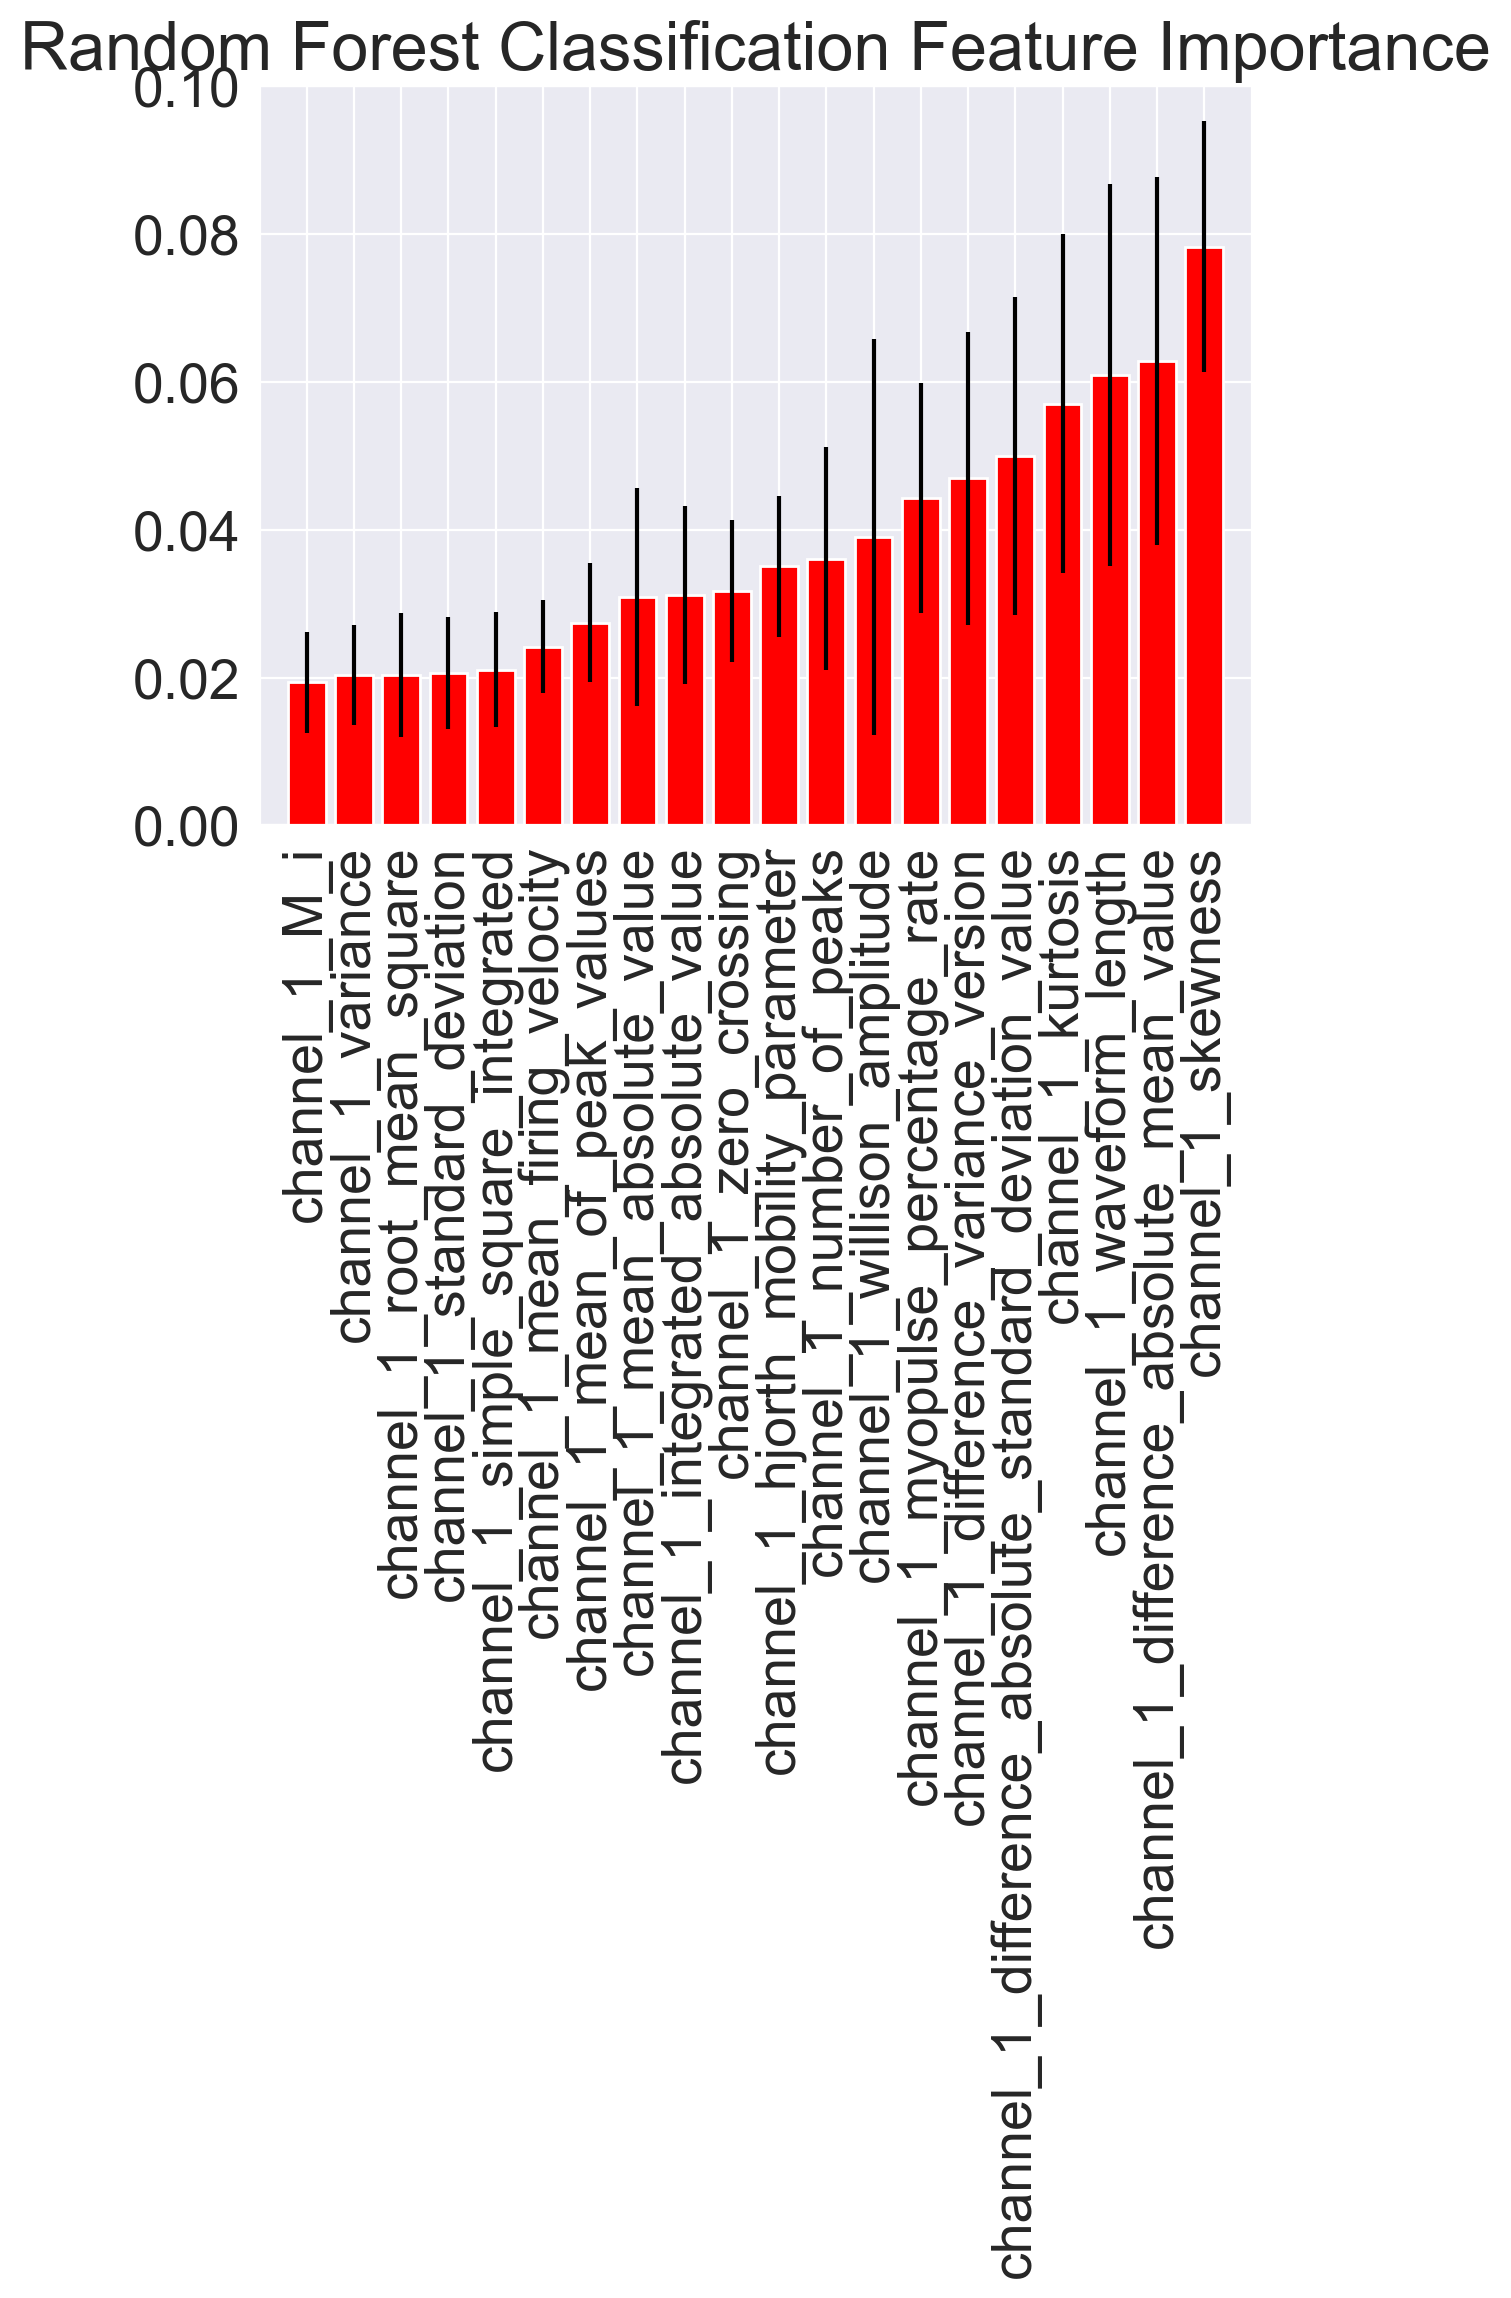 Random Forest Classification Feature Importance
0.10
0.08
0.06
0.04
0.02
0.00
channel_1_M_i
channel_1_variance
channel_1_root_mean_square
channel_1_standard_deviation
channel_1_simple_square_integrated
channel_1_mean_firing_velocity
channel_1_mean_of_peak_values
channel_1_mean_absolute_value
channel_1_integrated_absolute_value
channel_1_zero_crossing
channel_1_hjorth_mobility_parameter
channel_1_number_of_peaks
channel_1_willison_amplitude
channel_1_myopulse_percentage_rate
channel_1_difference_variance_version
channel_1_difference_absolute_standard_deviation_value
channel_1_kurtosis
channel_1_waveform_length
channel_1_difference_absolute_mean_value
channel_1_skewness